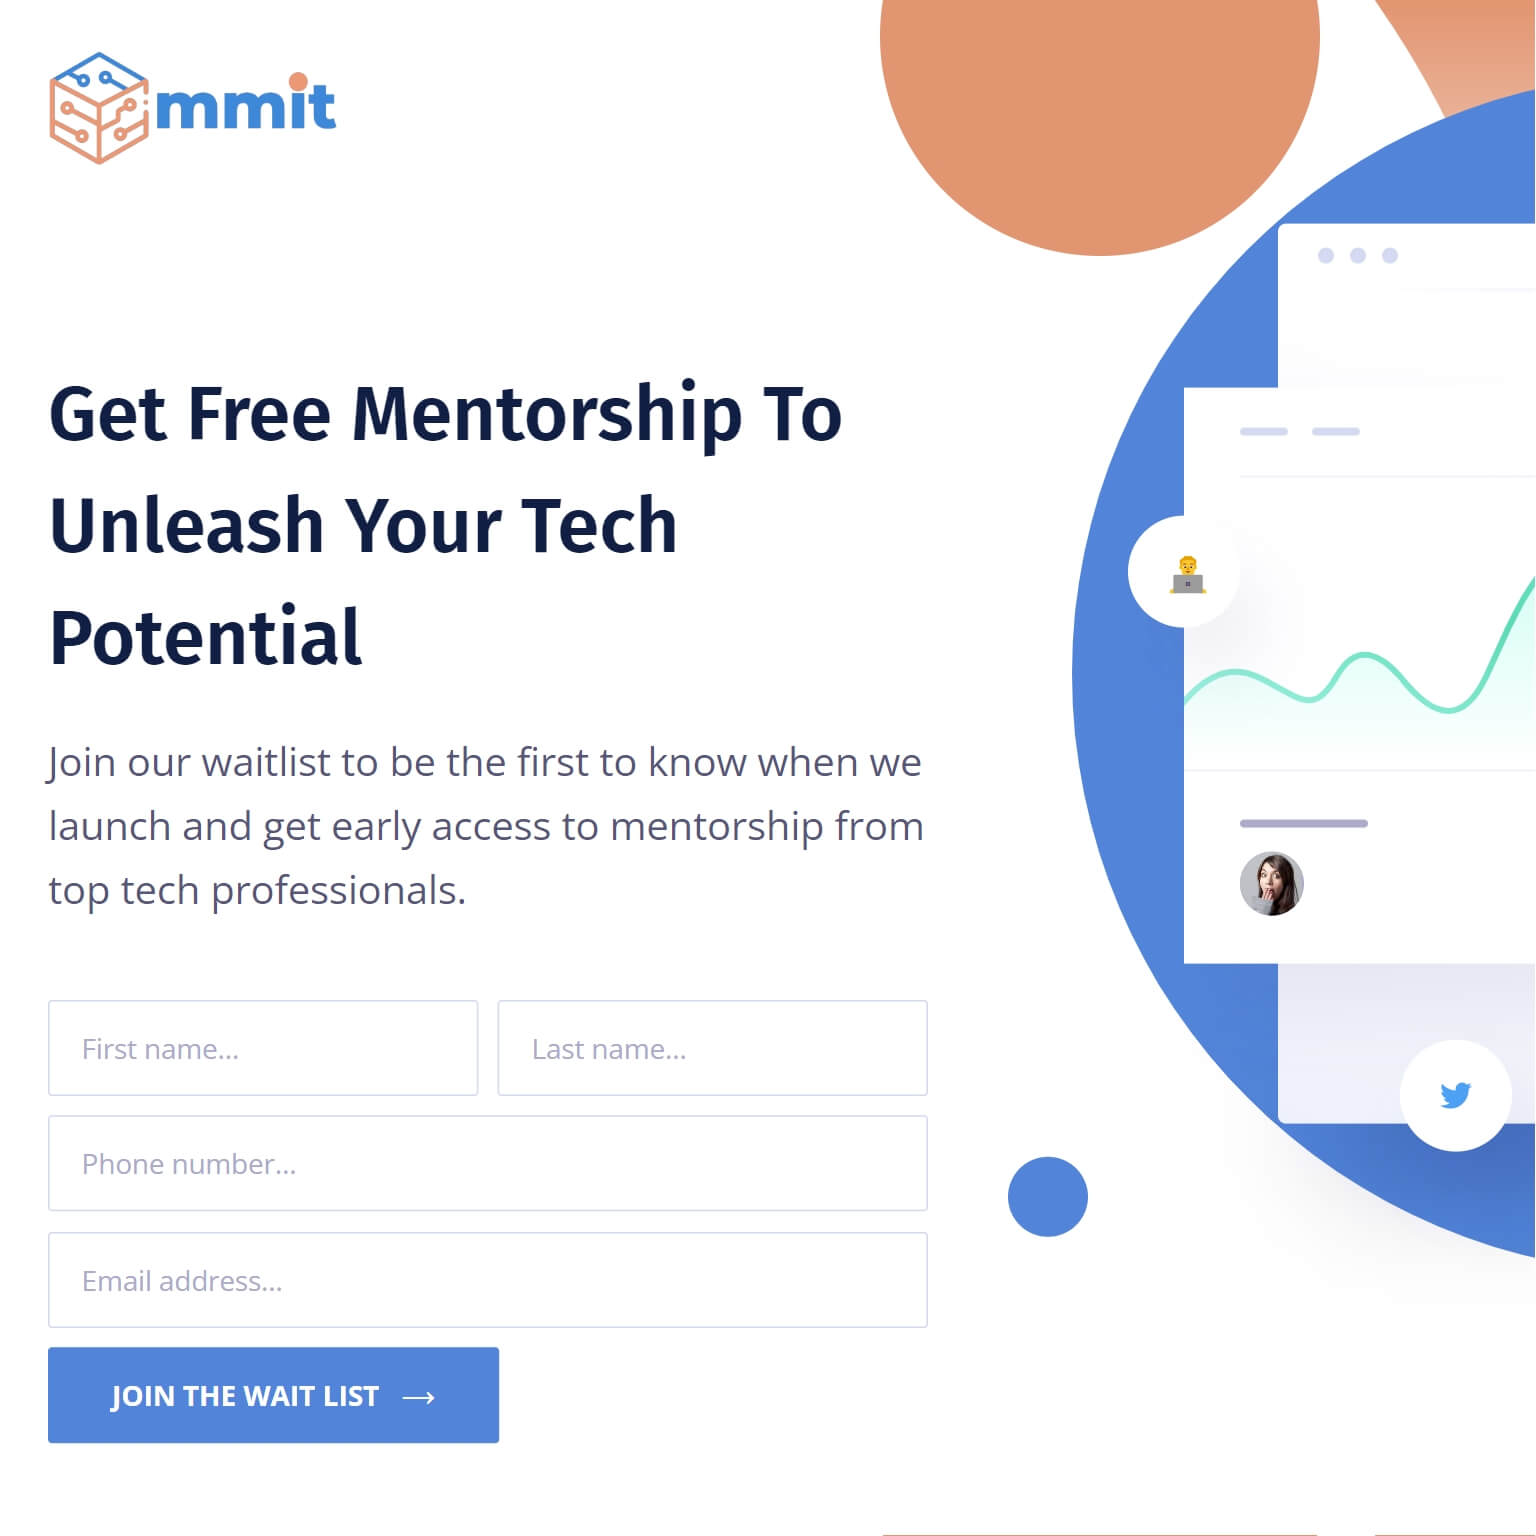 mmit
Get Free Mentorship To
Unleash Your Tech
Potential
Join our waitlist to be the first to know when we
launch and get early access to mentorship from
top tech professionals.
First name...
Last name...
Phone number...
Email address...
JOIN THE WAIT LIST →